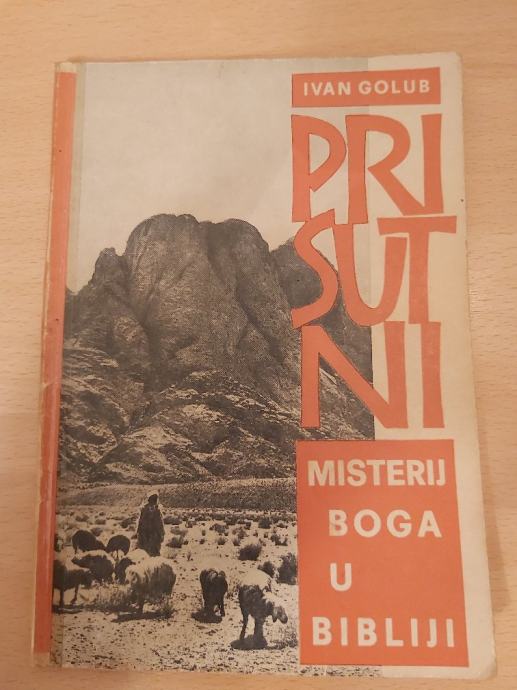 IVAN GOLUB
PRI
SUT
NI
MISTERIJ
BOGA
U
BIBLIJI